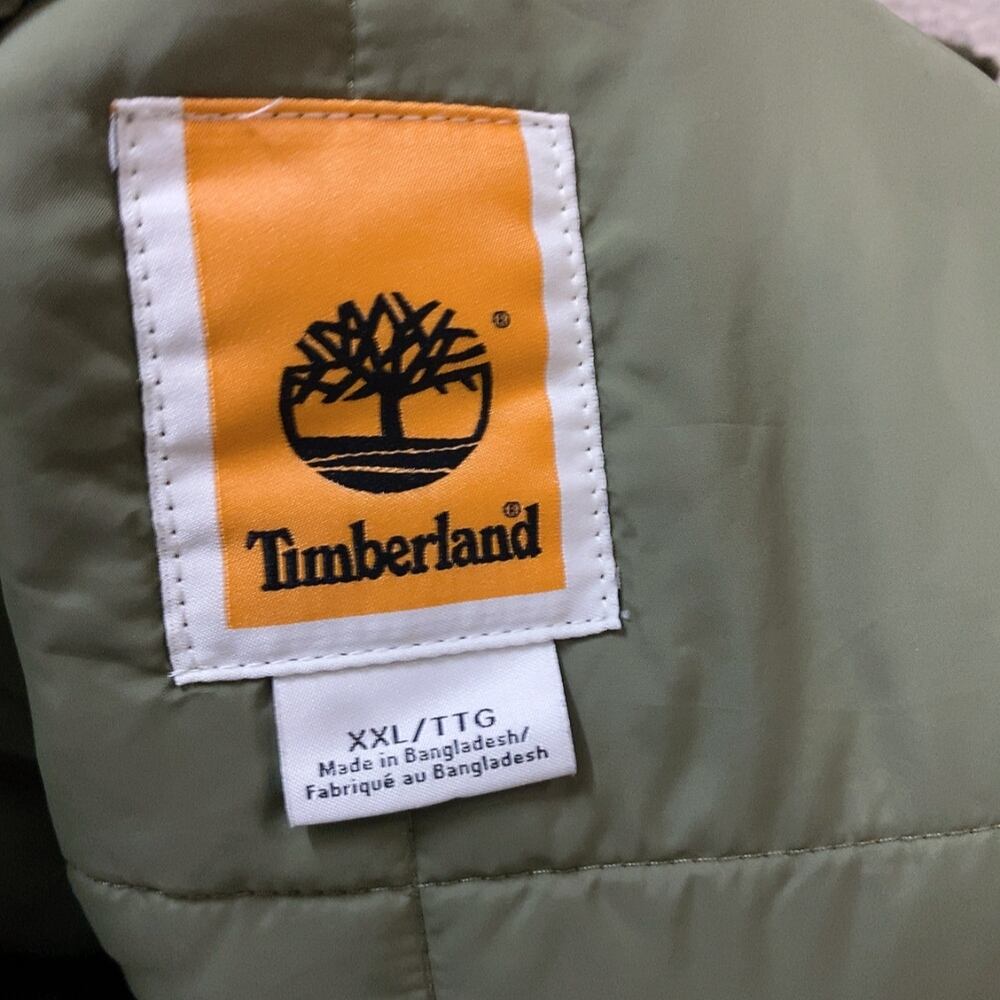 ®
Timberland®
XXL/TTG
Made in Bangladesh/
Fabriqué au Bangladesh